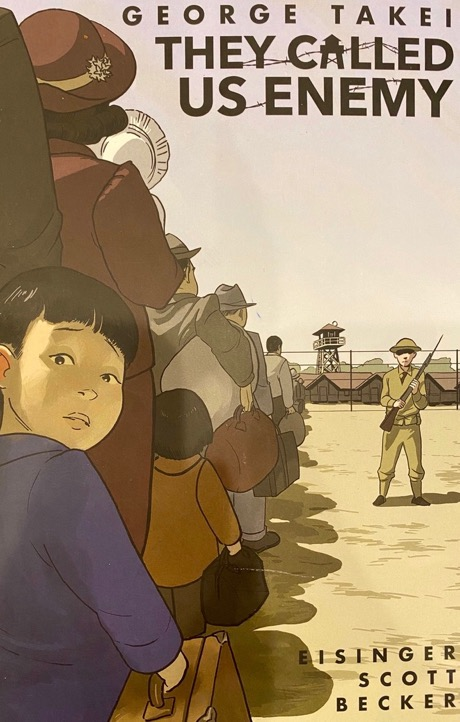 GEORGE TAKEI
THEY CALLED
US ENEMY
EISINGER
SCOTT
BECKER